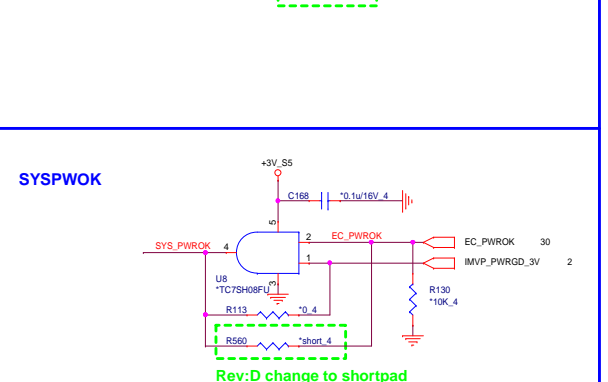 +3V_S5
SYSPWOK
C168 *0.1u/16V_4
5
SYS_PWROK 4
2 EC_PWROK
EC_PWROK 30
1
IMVP_PWRGD_3V 2
3
U8
*TC7SH08FU
R130
*10K_4
R113 *0_4
R560 *short_4
Rev:D change to shortpad